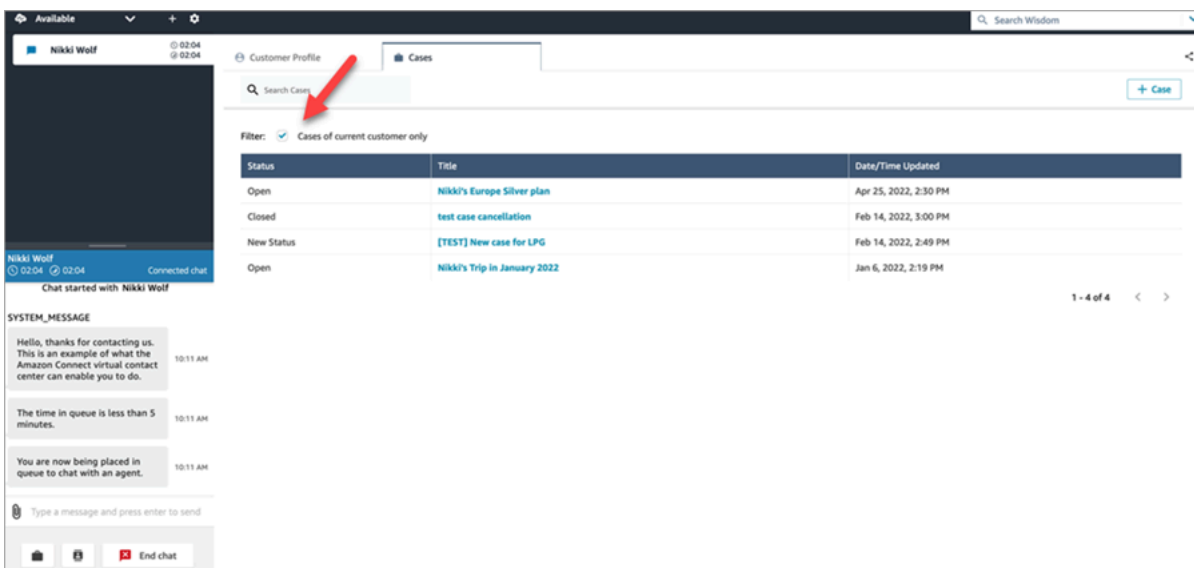 Available
Search Wisdom
Nikki Wolf
02:04
02:04
Customer Profile
Cases
Search Cases
+ Case
Filter: Cases of current customer only
Status Title Date/Time Updated
Open Nikki's Europe Silver plan Apr 25, 2022, 2:30 PM
Closed test case cancellation Feb 14, 2022, 3:00 PM
New Status [TEST] New case for LPG Feb 14, 2022, 2:49 PM
Open Nikki's Trip in January 2022 Jan 6, 2022, 2:19 PM
1 - 4 of 4
Nikki Wolf
02:04 02:04 Connected chat
Chat started with Nikki Wolf
SYSTEM_MESSAGE
Hello, thanks for contacting us.
This is an example of what the
Amazon Connect virtual contact
center can enable you to do.
10:11 AM
The time in queue is less than 5
minutes.
10:11 AM
You are now being placed in
queue to chat with an agent.
10:11 AM
Type a message and press enter to send
End chat